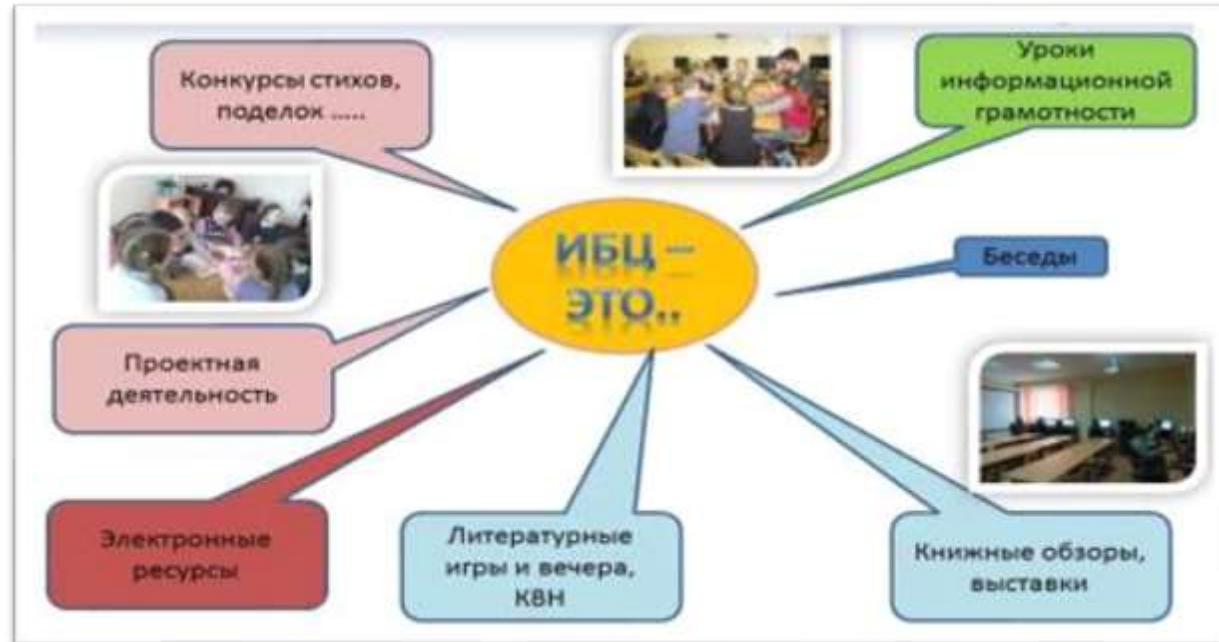 Конкурсы стихов,
поделок .....
Уроки
информационной
грамотности
ИБЦ –
ЭТО..
Беседы
Проектная
деятельность
Электронные
ресурсы
Литературные
игры и вечера,
КВН
Книжные обзоры,
выставки